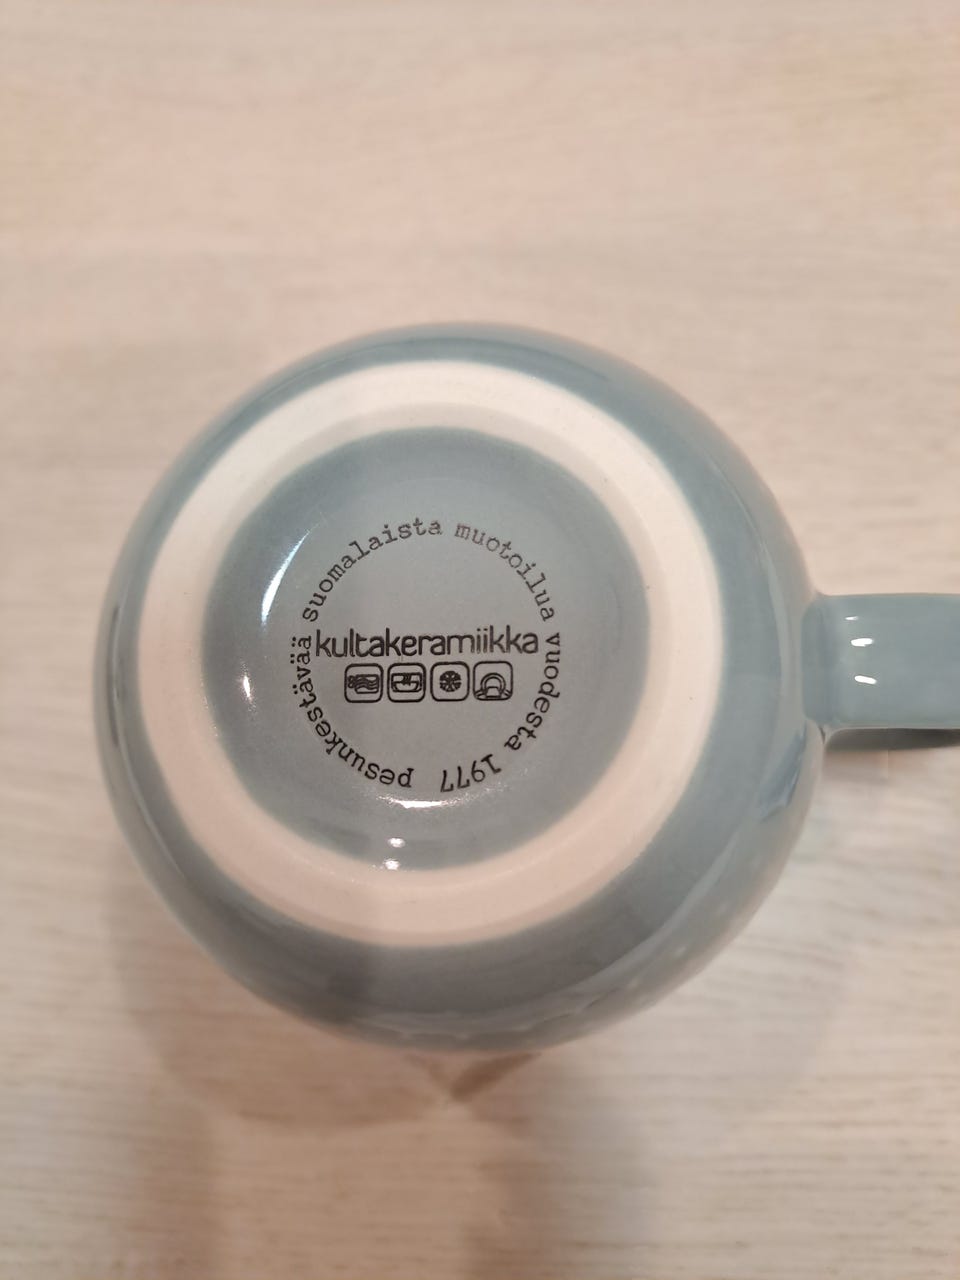 suomalaista muotoilua vuodesta 1977 pesunkestävää
kultakeramiikka